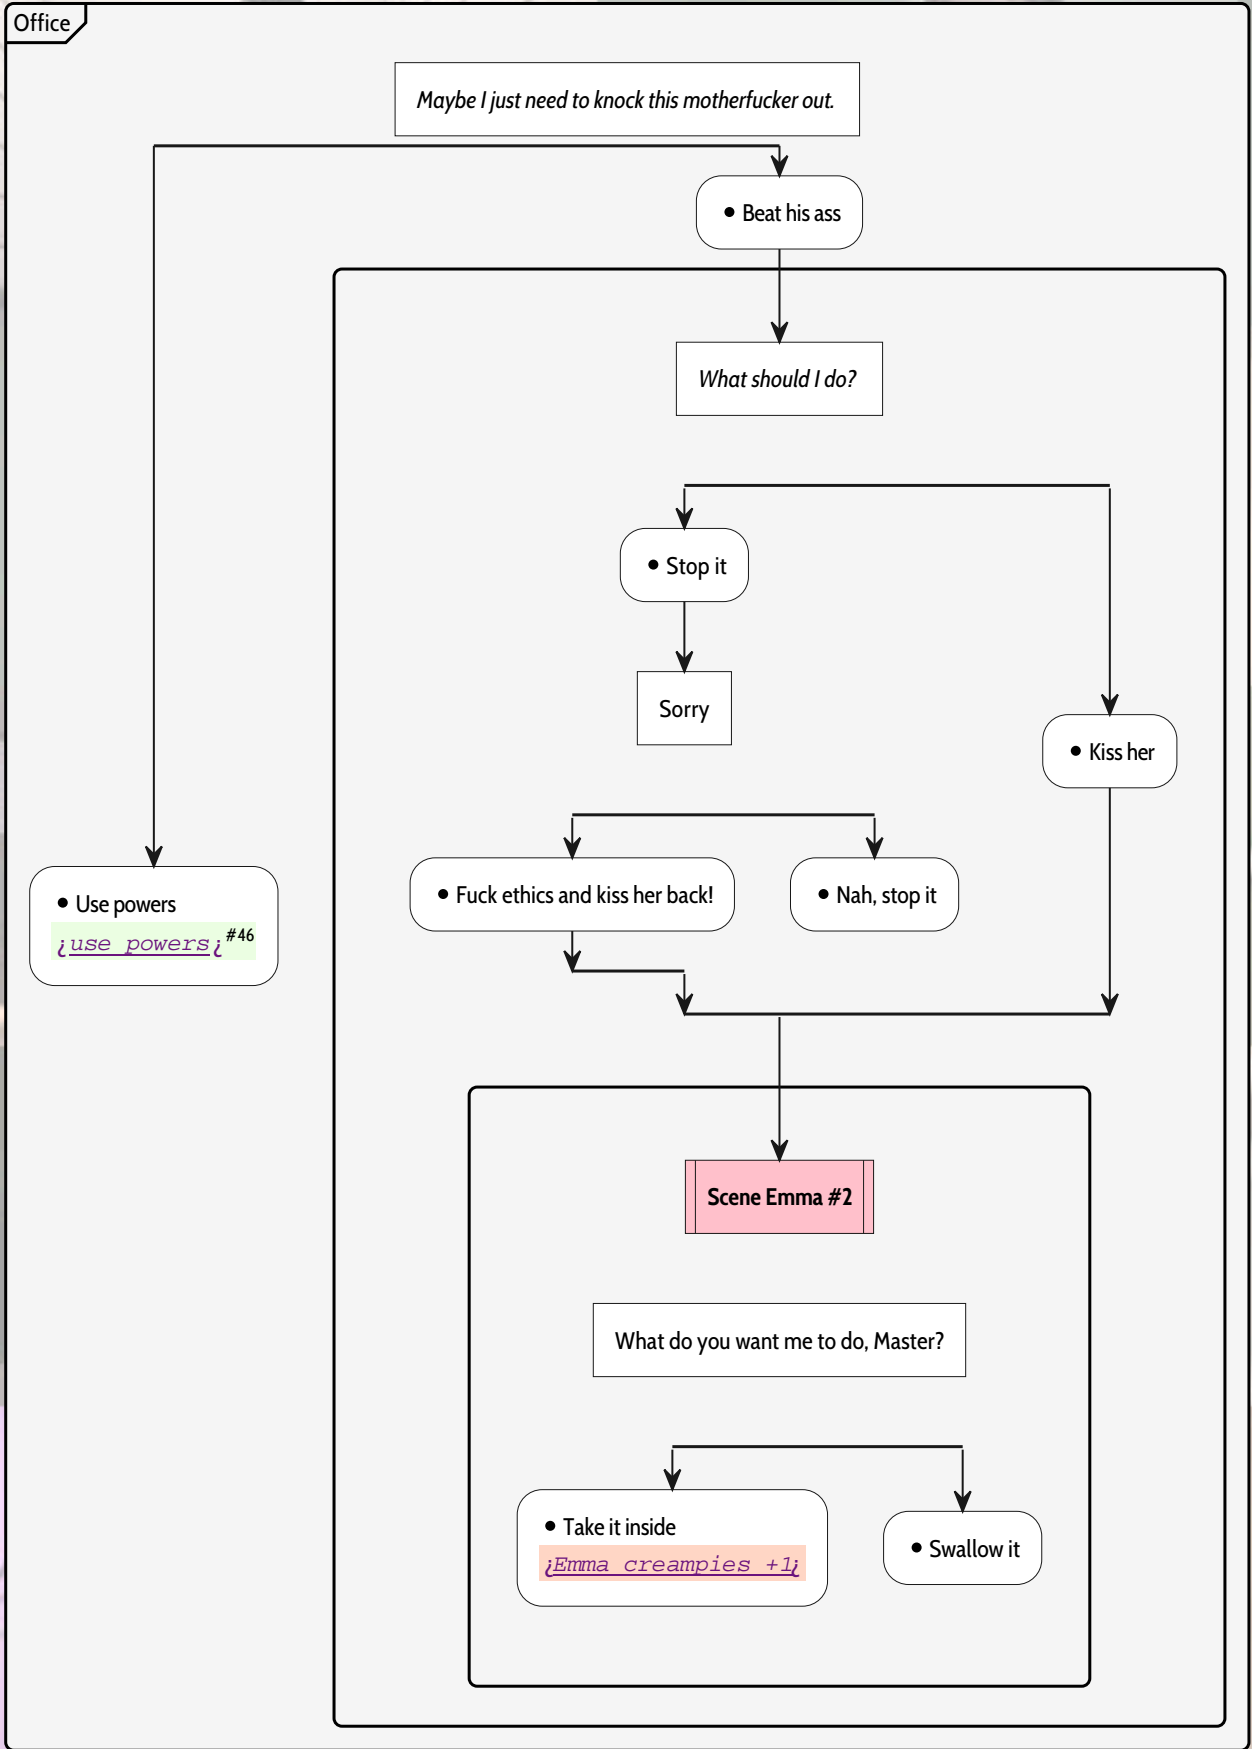 Office
Maybe I just need to knock this motherfucker out.
• Beat his ass
What should I do?
• Stop it
Sorry
• Kiss her
• Fuck ethics and kiss her back!
• Nah, stop it
• Use powers
¿use powers¿#46
Scene Emma #2
What do you want me to do, Master?
• Take it inside
¿Emma creampies +1¿
• Swallow it